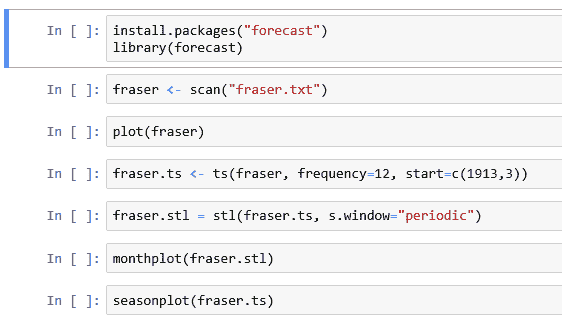 In [ ]: install.packages("forecast")
library(forecast)
In [ ]: fraser <- scan("fraser.txt")
In [ ]: plot(fraser)
In [ ]: fraser.ts <- ts(fraser, frequency=12, start=c(1913,3))
In [ ]: fraser.stl = stl(fraser.ts, s.window="periodic")
In [ ]: monthplot(fraser.stl)
In [ ]: seasonplot(fraser.ts)